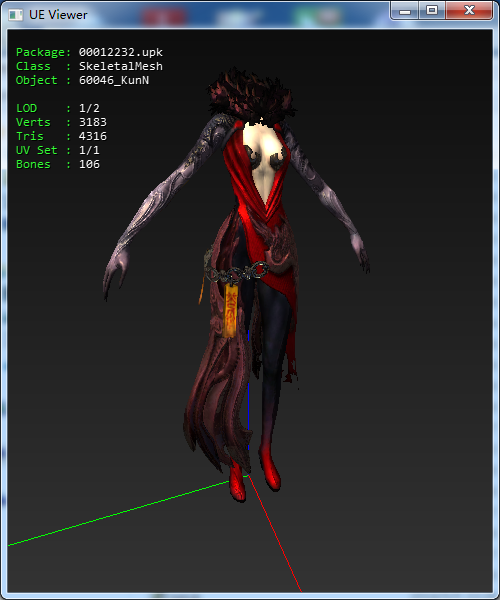 UE Viewer
Package: 00012232.upk
Class : SkeletalMesh
Object : 60046_KunN
LOD : 1/2
Verts : 3183
Tris : 4316
UV Set : 1/1
Bones : 106